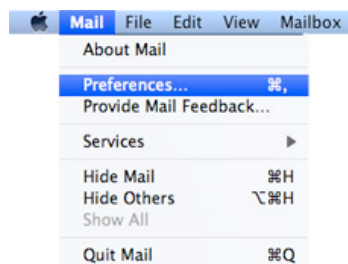 Mail File Edit View Mailbox
About Mail
Preferences... ⌘,
Provide Mail Feedback...
Services ▶
Hide Mail ⌘H
Hide Others ⌥⌘H
Show All
Quit Mail ⌘Q